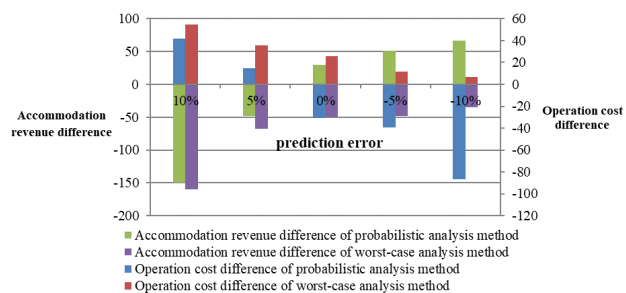 100
50
0
-50
-100
-150
-200
60
40
20
0
-20
-40
-60
-80
-100
-120
10%
5%
0%
-5%
-10%
Accommodation
revenue difference
Operation cost
difference
prediction error
Accommodation revenue difference of probabilistic analysis method
Accommodation revenue difference of worst-case analysis method
Operation cost difference of probabilistic analysis method
Operation cost difference of worst-case analysis method